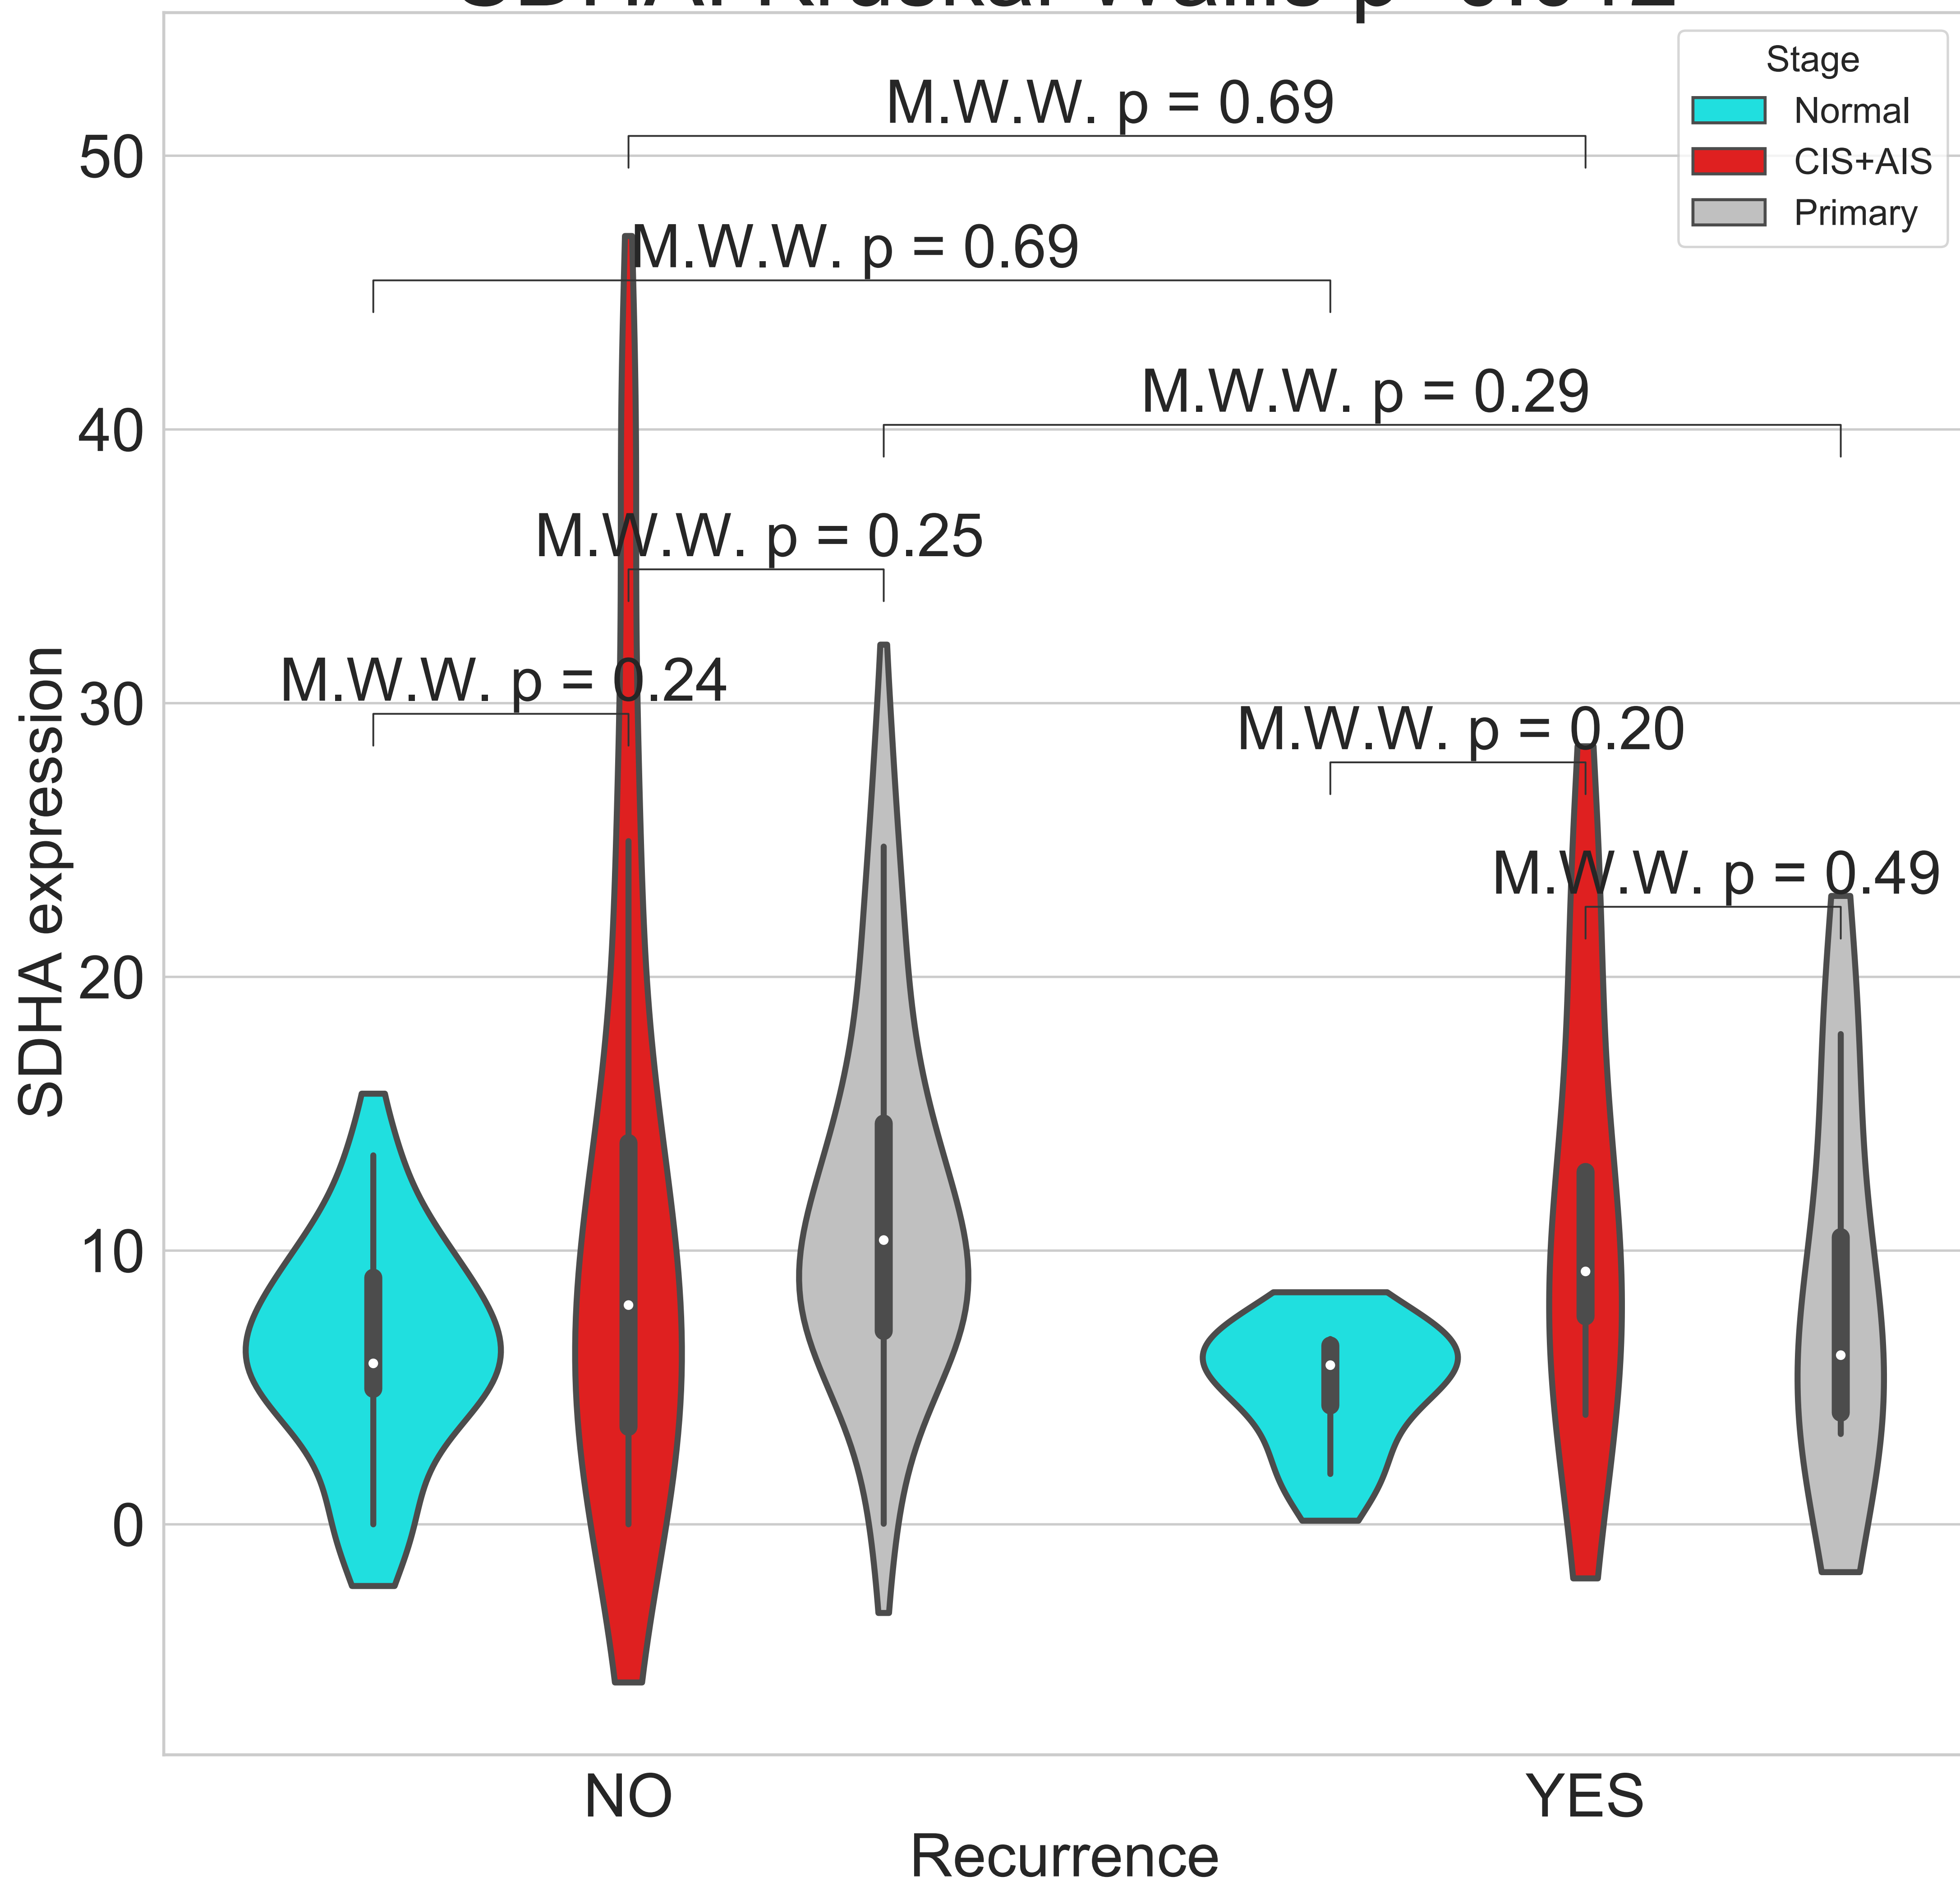 Stage
Normal
CIS+AIS
Primary
M.W.W. p = 0.69
M.W.W. p = 0.69
M.W.W. p = 0.29
M.W.W. p = 0.25
M.W.W. p = 0.24
M.W.W. p = 0.20
M.W.W. p = 0.49
50
40
30
20
10
0
SDHA expression
NO
YES
Recurrence